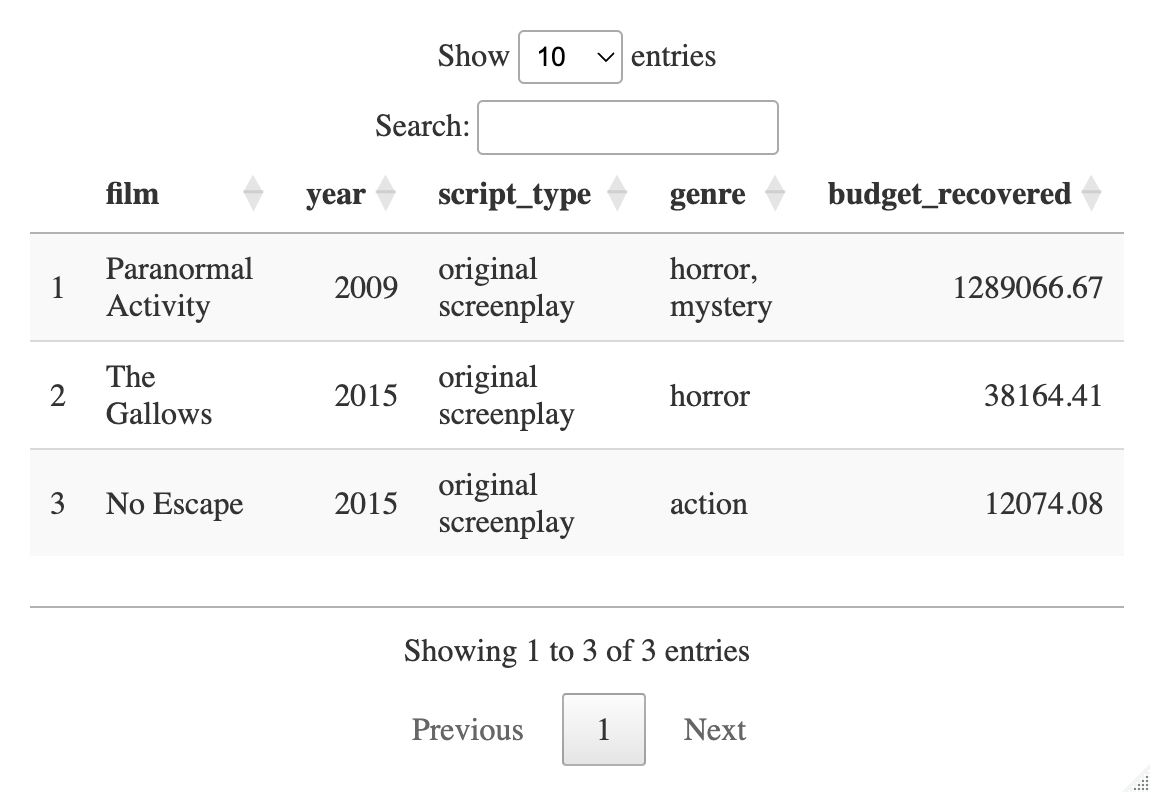 Show 10 entries
Search:
film year script_type genre budget_recovered
1 Paranormal Activity 2009 original screenplay horror, mystery 1289066.67
2 The Gallows 2015 original screenplay horror 38164.41
3 No Escape 2015 original screenplay action 12074.08
Showing 1 to 3 of 3 entries
Previous 1 Next